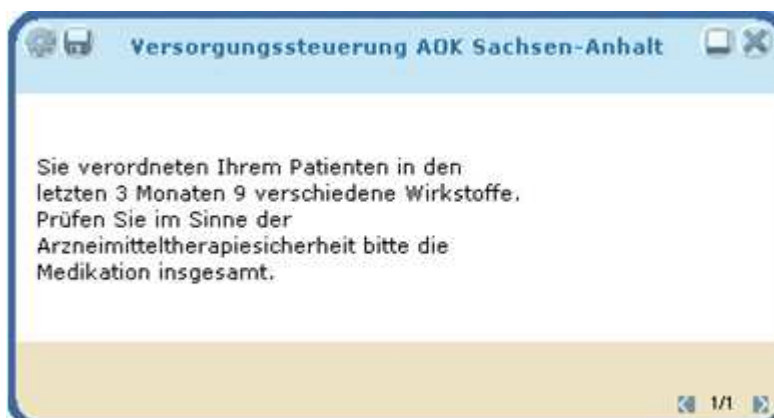 Versorgungssteuerung AOK Sachsen-Anhalt
Sie verordneten Ihrem Patienten in den
letzten 3 Monaten 9 verschiedene Wirkstoffe.
Prüfen Sie im Sinne der
Arzneimitteltherapiesicherheit bitte die
Medikation insgesamt.
1/1